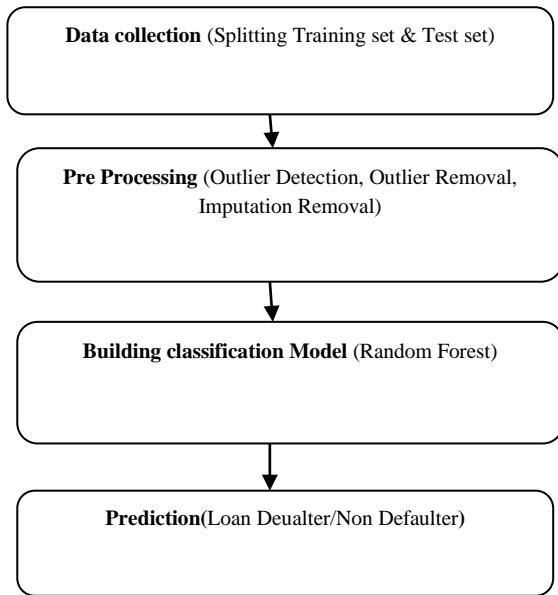 Data collection (Splitting Training set & Test set)
Pre Processing (Outlier Detection, Outlier Removal,
Imputation Removal)
Building classification Model (Random Forest)
Prediction(Loan Deualter/Non Defaulter)